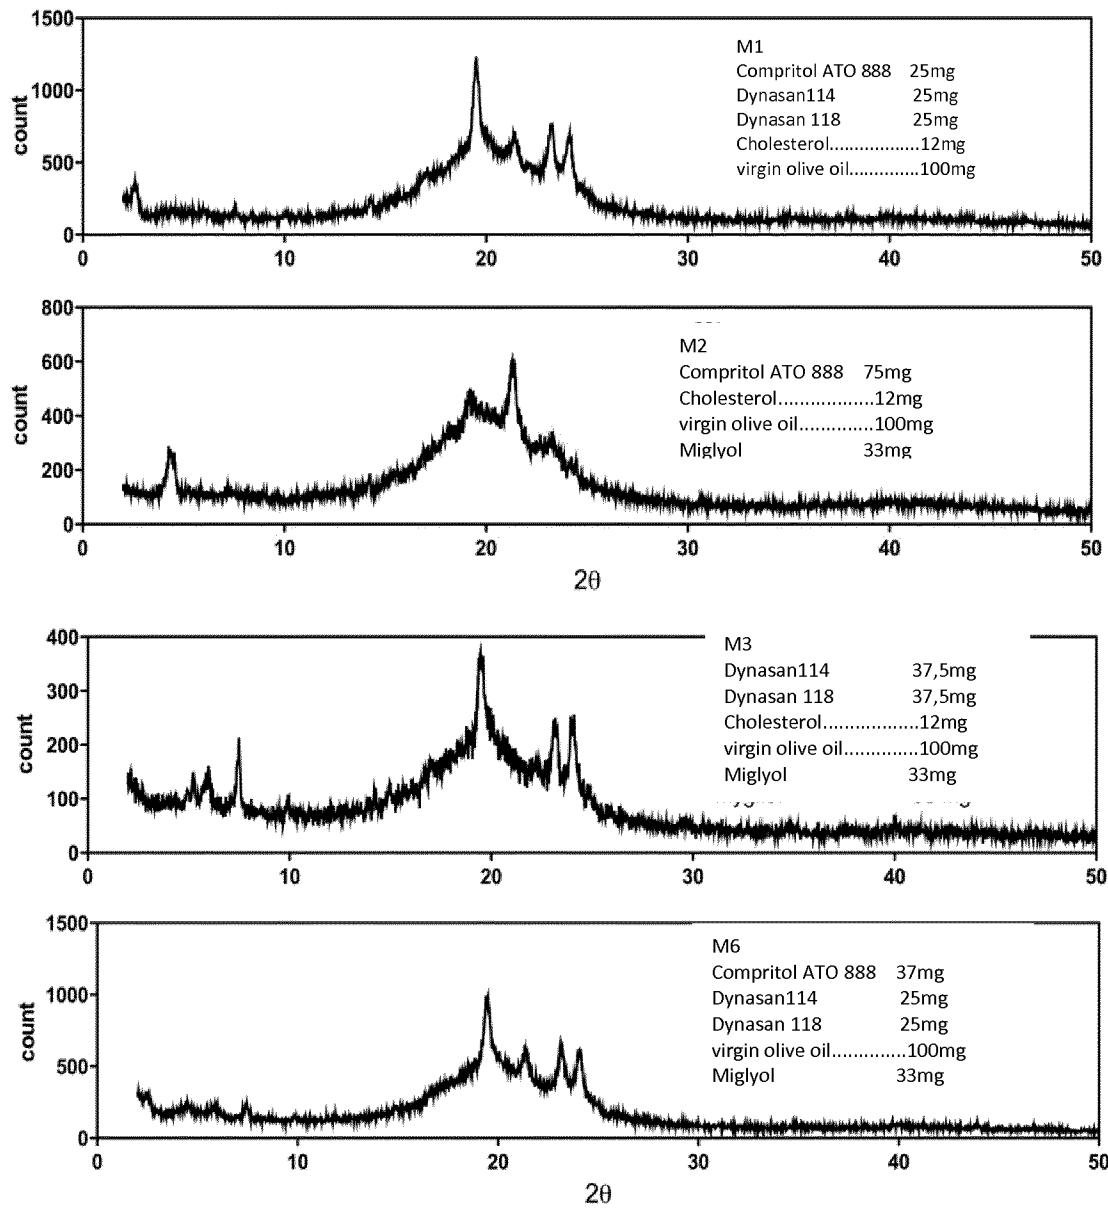 1500
1000
500
0
count
M1
Compritol ATO 888 25mg
Dynasan114 25mg
Dynasan 118 25mg
Cholesterol..................12mg
virgin olive oil..............100mg
0 10 20 30 40 50
800
600
400
200
0
count
M2
Compritol ATO 888 75mg
Cholesterol..................12mg
virgin olive oil..............100mg
Miglyol 33mg
0 10 20 30 40 50
2θ
400
300
200
100
0
count
M3
Dynasan114 37,5mg
Dynasan 118 37,5mg
Cholesterol..................12mg
virgin olive oil..............100mg
Miglyol 33mg
0 10 20 30 40 50
1500
1000
500
0
count
M6
Compritol ATO 888 37mg
Dynasan114 25mg
Dynasan 118 25mg
virgin olive oil..............100mg
Miglyol 33mg
0 10 20 30 40 50
2θ